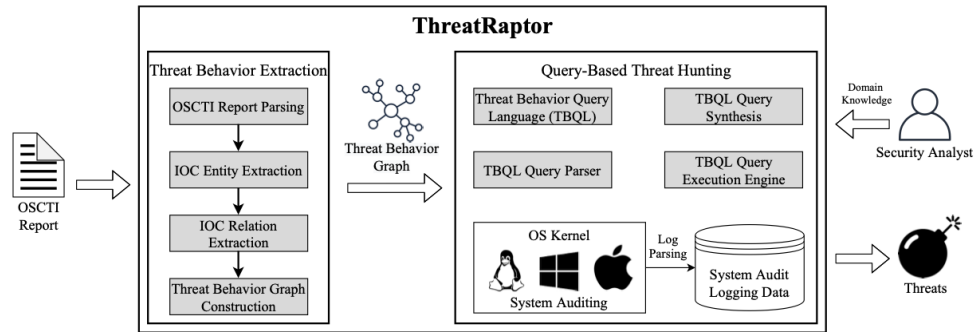 ThreatRaptor
Threat Behavior Extraction
OSCTI Report Parsing
IOC Entity Extraction
IOC Relation
Extraction
Threat Behavior Graph
Construction
OSCTI
Report
Threat Behavior
Graph
Query-Based Threat Hunting
Threat Behavior Query
Language (TBQL)
TBQL Query
Synthesis
TBQL Query Parser
TBQL Query
Execution Engine
OS Kernel
System Auditing
Log
Parsing
System Audit
Logging Data
Domain
Knowledge
Security Analyst
Threats